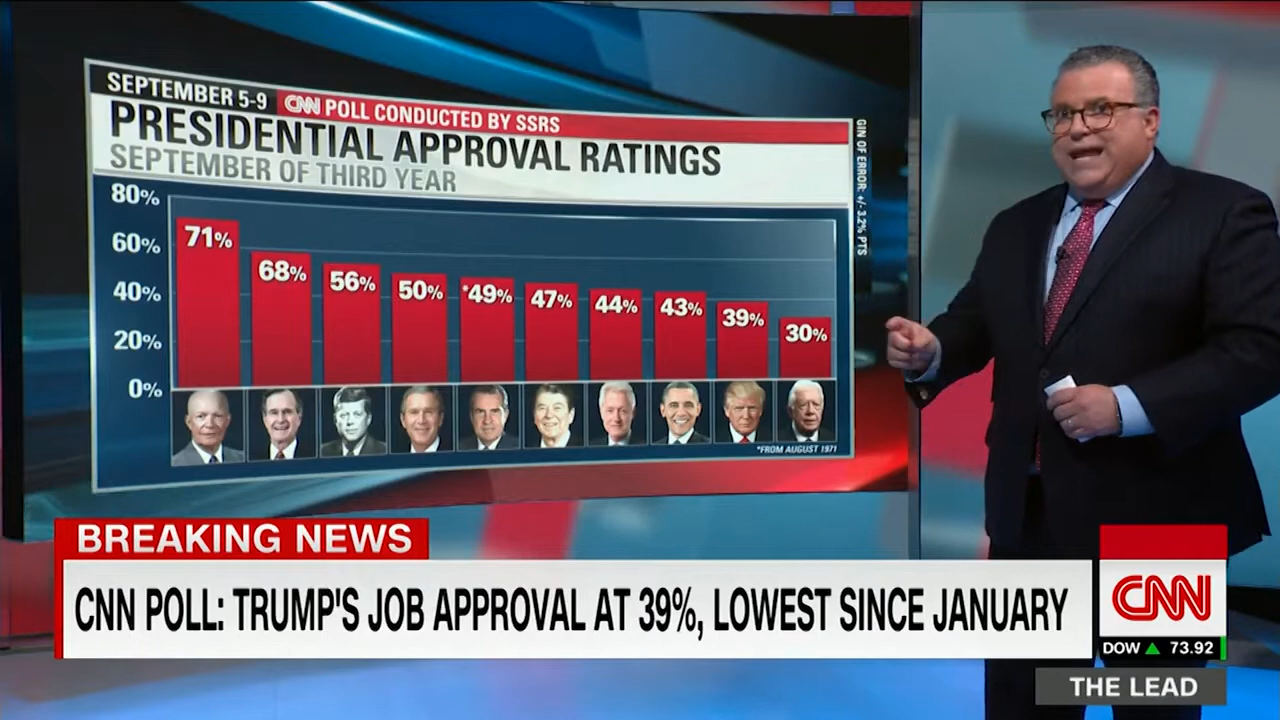 SEPTEMBER 5-9 CNN POLL CONDUCTED BY SSRS
PRESIDENTIAL APPROVAL RATINGS
SEPTEMBER OF THIRD YEAR
GIN OF ERROR: +/- 3.2% PTS
80%
60%
40%
20%
0%
71%
68%
56%
50%
*49%
47%
44%
43%
39%
30%
*FROM AUGUST 1971
BREAKING NEWS
CNN POLL: TRUMP'S JOB APPROVAL AT 39%, LOWEST SINCE JANUARY
CNN
DOW ▲ 73.92
THE LEAD